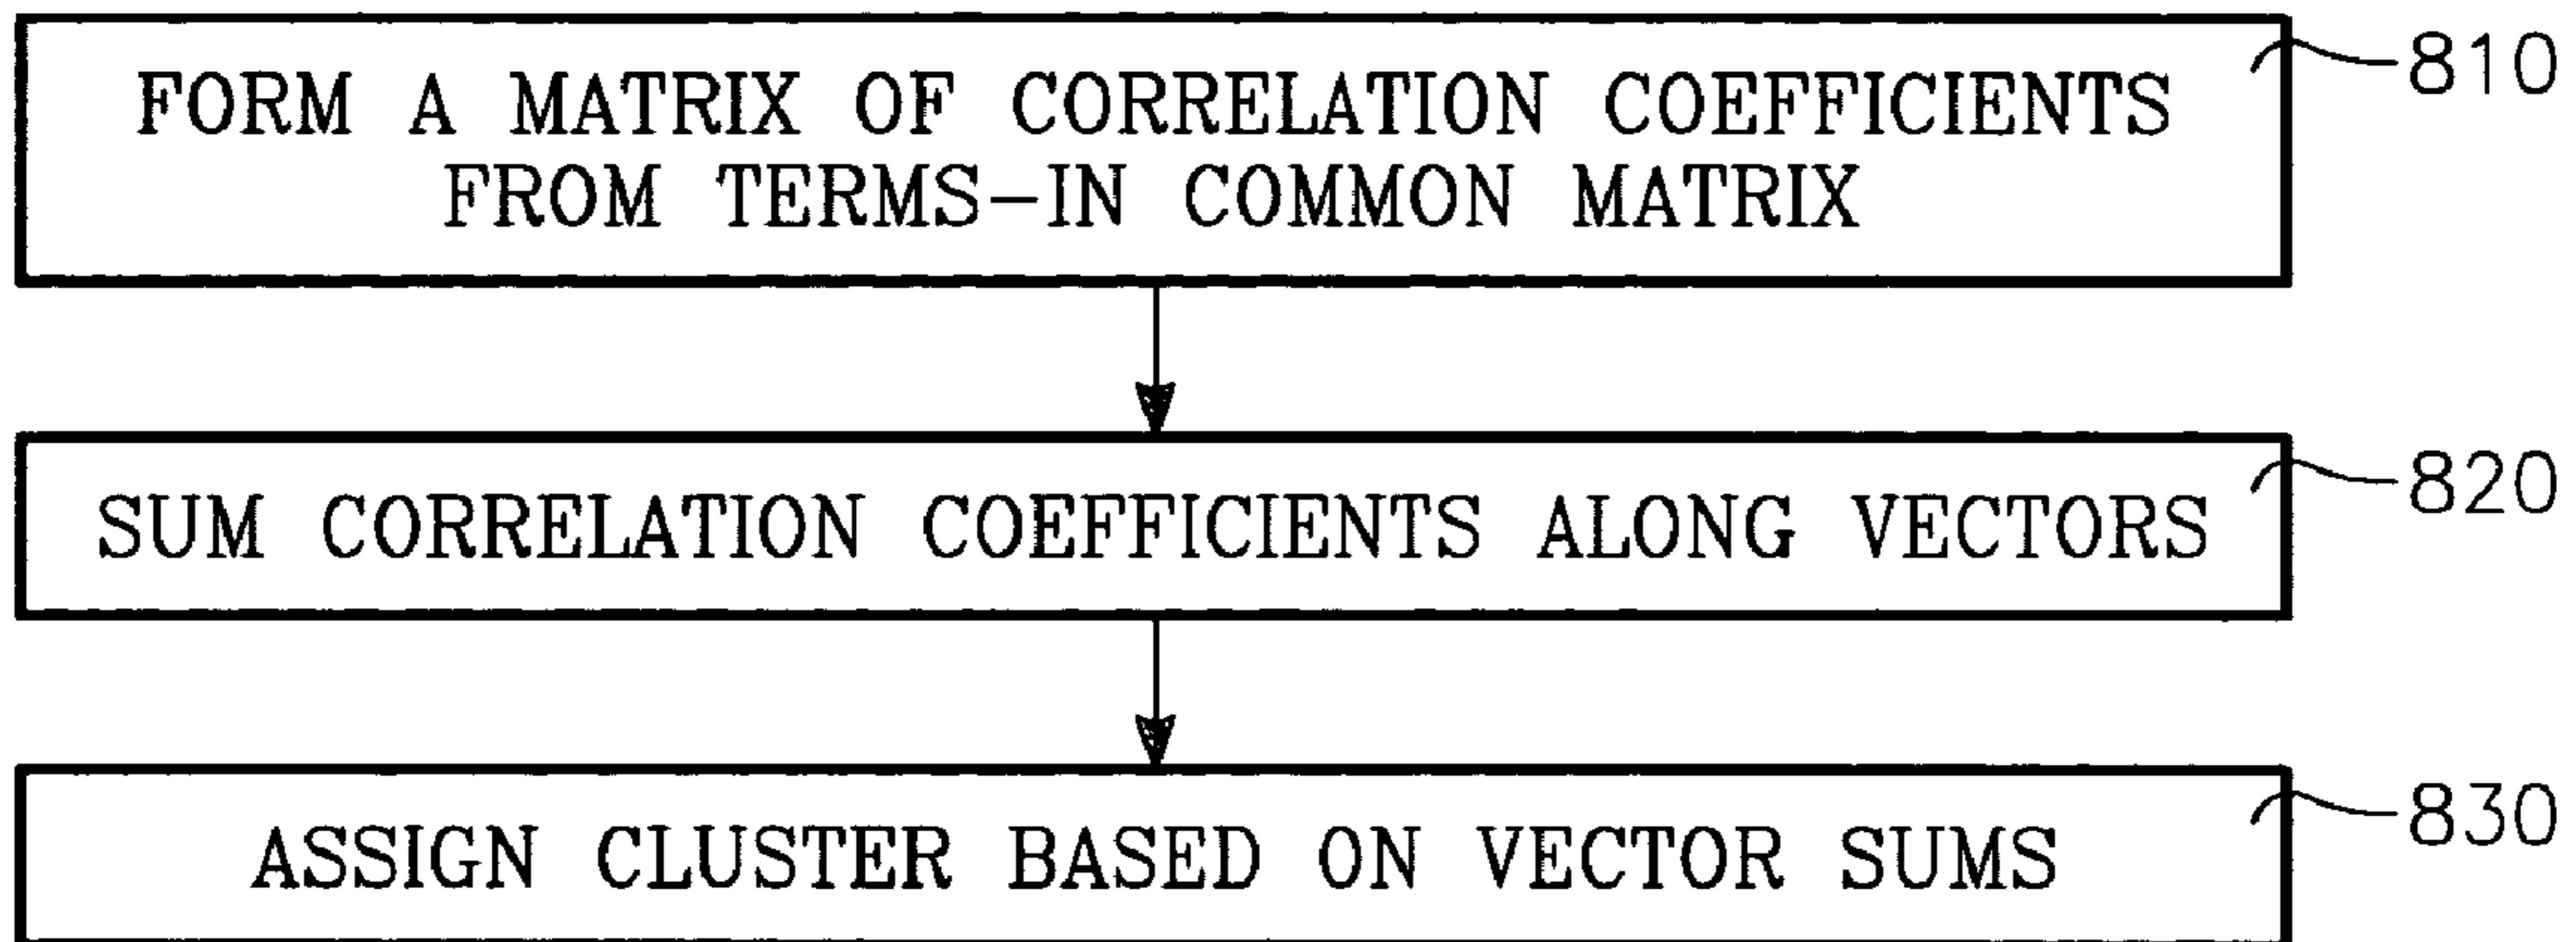 FORM A MATRIX OF CORRELATION COEFFICIENTS
FROM TERMS-IN COMMON MATRIX
810
SUM CORRELATION COEFFICIENTS ALONG VECTORS
820
ASSIGN CLUSTER BASED ON VECTOR SUMS
830